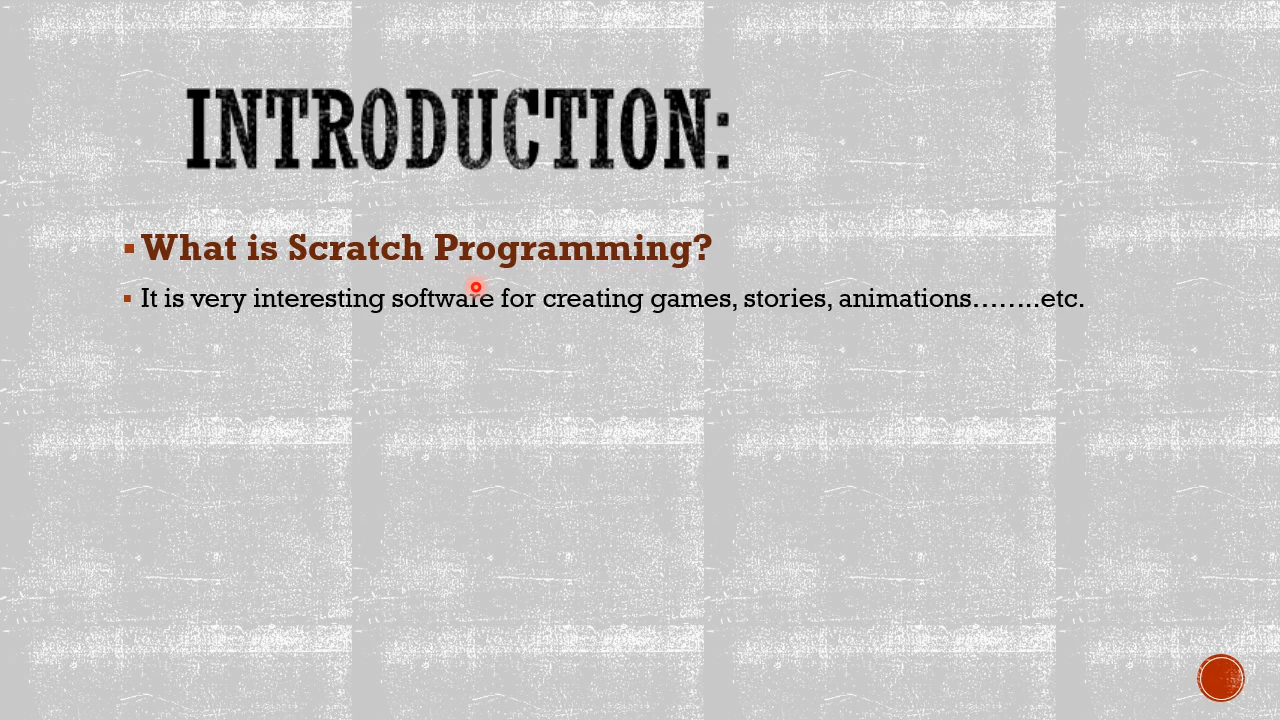 INTRODUCTION:
What is Scratch Programming?
It is very interesting software for creating games, stories, animations........etc.